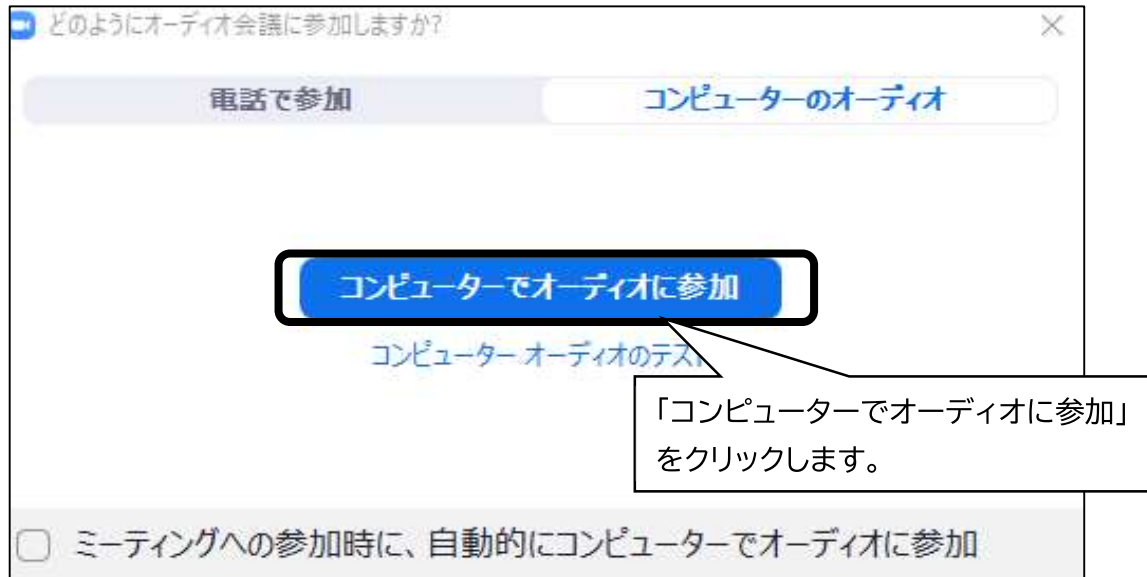 どのようにオーディオ会議に参加しますか?
電話で参加
コンピューターのオーディオ
コンピューターでオーディオに参加
コンピューター オーディオのテス
「コンピューターでオーディオに参加」
をクリックします。
ミーティングへの参加時に、自動的にコンピューターでオーディオに参加